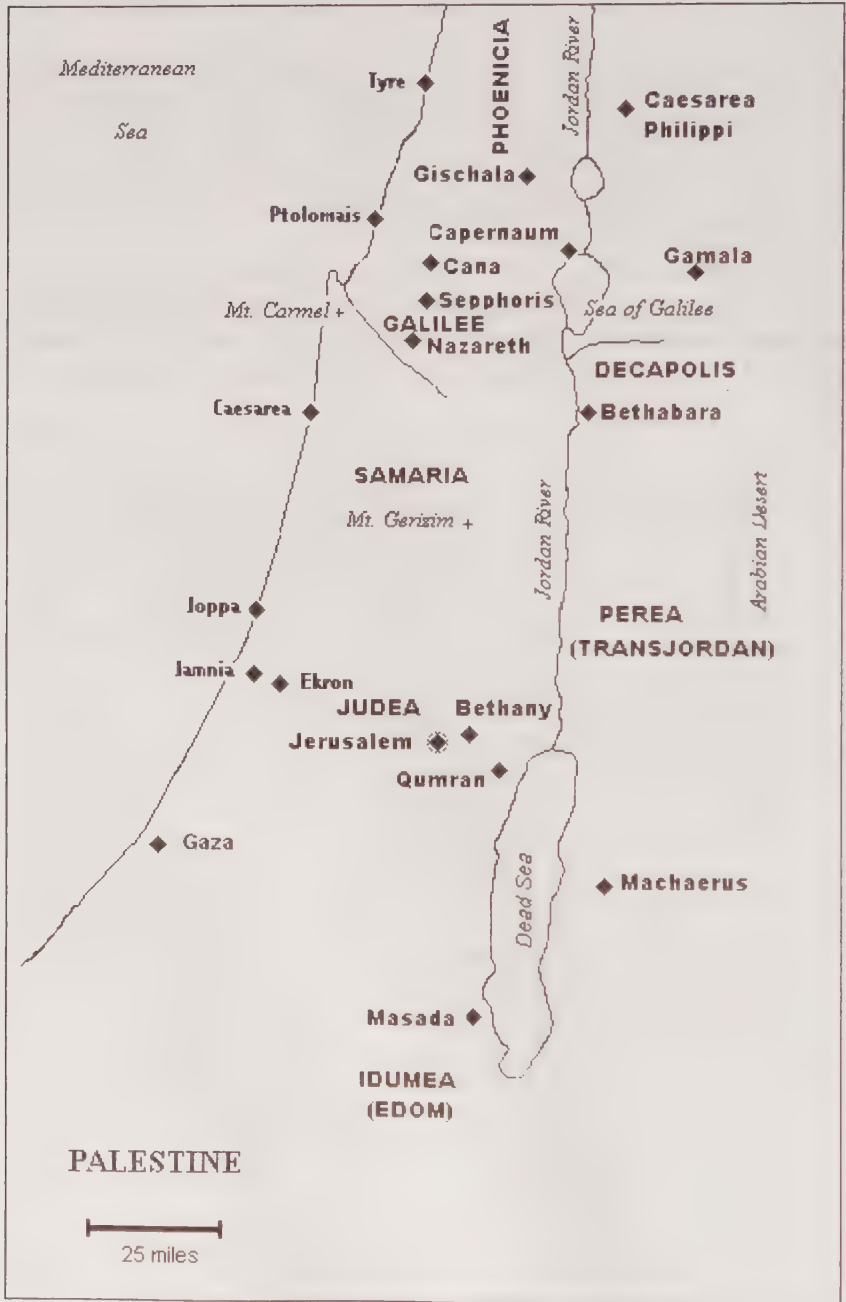 Mediterranean
Sea
Tyre
PHOENICIA
Jordan River
Caesarea
Philippi
Gischala
Ptolomais
Capernaum
Cana
Gamala
Sepphoris
Mt. Carmel +
Sea of Galilee
GALILEE
Nazareth
DECAPOLIS
Caesarea
Bethabara
SAMARIA
Mt. Gerizim +
Jordan River
Arabian Desert
Joppa
PEREA
(TRANSJORDAN)
Jamnia
Ekron
JUDEA
Bethany
Jerusalem
Qumran
Gaza
Dead Sea
Machaerus
Masada
IDUMEA
(EDOM)
PALESTINE
25 miles